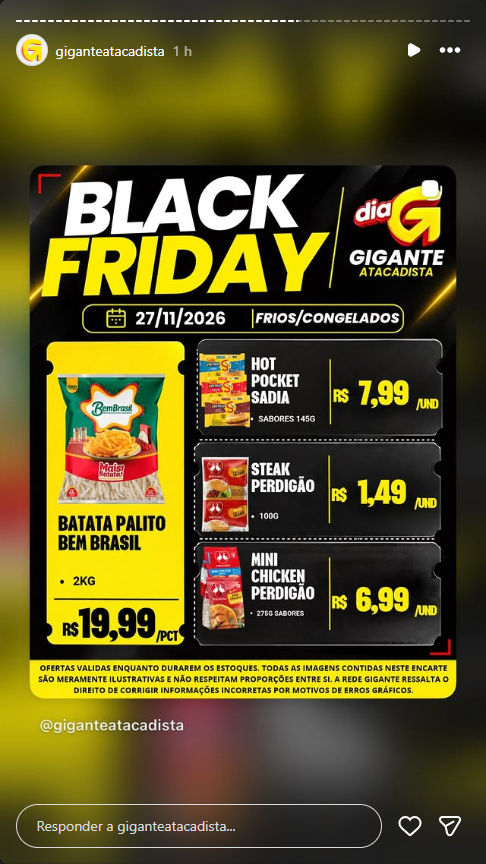 giganteatacadista 1 h
BLACK
FRIDAY
dia G
GIGANTE
ATACADISTA
27/11/2026 FRIOS/CONGELADOS
BemBrasil
Mais Batata!
BATATA PALITO
BEM BRASIL
• 2KG
R$ 19,99 /PCT
HOT
POCKET
SADIA
• SABORES 145G
R$ 7,99 /UND
STEAK
PERDIGÃO
• 100G
R$ 1,49 /UND
MINI
CHICKEN
PERDIGÃO
• 275G SABORES
R$ 6,99 /UND
OFERTAS VALIDAS ENQUANTO DURAREM OS ESTOQUES. TODAS AS IMAGENS CONTIDAS NESTE ENCARTE
SÃO MERAMENTE ILUSTRATIVAS E NÃO RESPEITAM PROPORÇÕES ENTRE SI. A REDE GIGANTE RESSALTA O
DIREITO DE CORRIGIR INFORMAÇÕES INCORRETAS POR MOTIVOS DE ERROS GRÁFICOS.
@giganteatacadista
Responder a giganteatacadista...